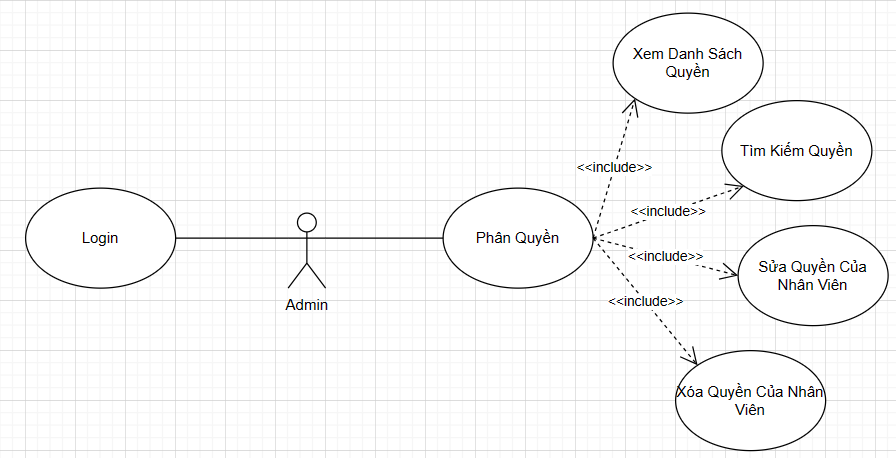 Xem Danh Sách
Quyền
Tìm Kiếm Quyền
<<include>>
<<include>>
Login
Phân Quyền
<<include>>
Sửa Quyền Của
Nhân Viên
<<include>>
Admin
Xóa Quyền Của Nhân
Viên